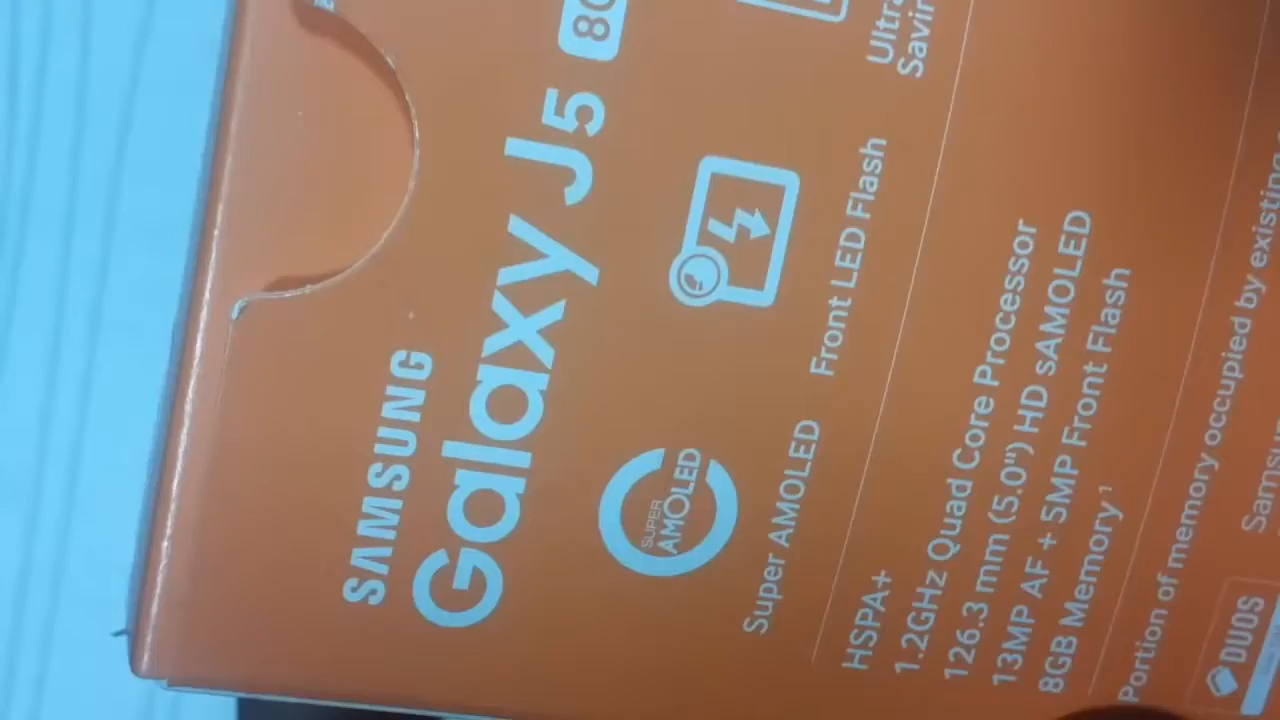 SAMSUNG
Galaxy J5
SUPER
AMOLED
Super AMOLED
Front LED Flash
HSPA+
1.2GHz Quad Core Processor
126.3 mm (5.0") HD sAMOLED
13MP AF + 5MP Front Flash
8GB Memory¹
Portion of memory occupied by existing
DUOS